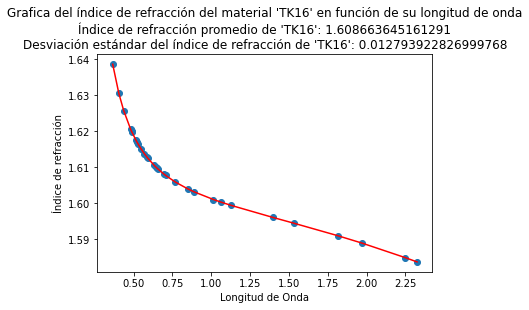 Grafica del índice de refracción del material 'TK16' en función de su longitud de onda
Índice de refracción promedio de 'TK16': 1.608663645161291
Desviación estándar del índice de refracción de 'TK16': 0.012793922826999768
1.64
1.63
1.62
1.61
1.60
1.59
Índice de refracción
0.50 0.75 1.00 1.25 1.50 1.75 2.00 2.25
Longitud de Onda